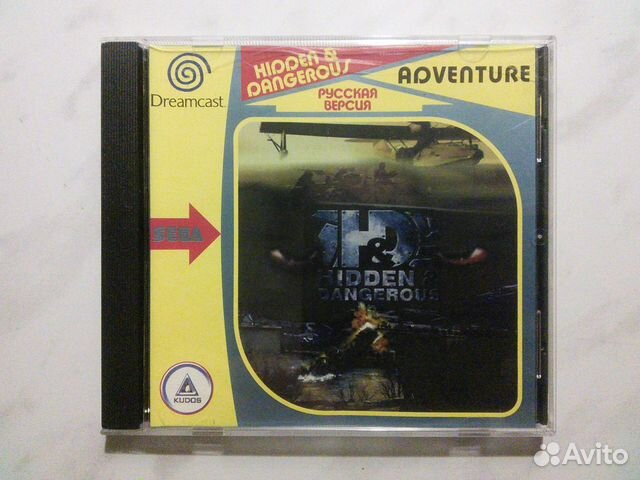 Dreamcast
HIDDEN &
DANGEROUS
РУССКАЯ
ВЕРСИЯ
ADVENTURE
SEGA
H&D
HIDDEN &
DANGEROUS
KUDOS
Avito